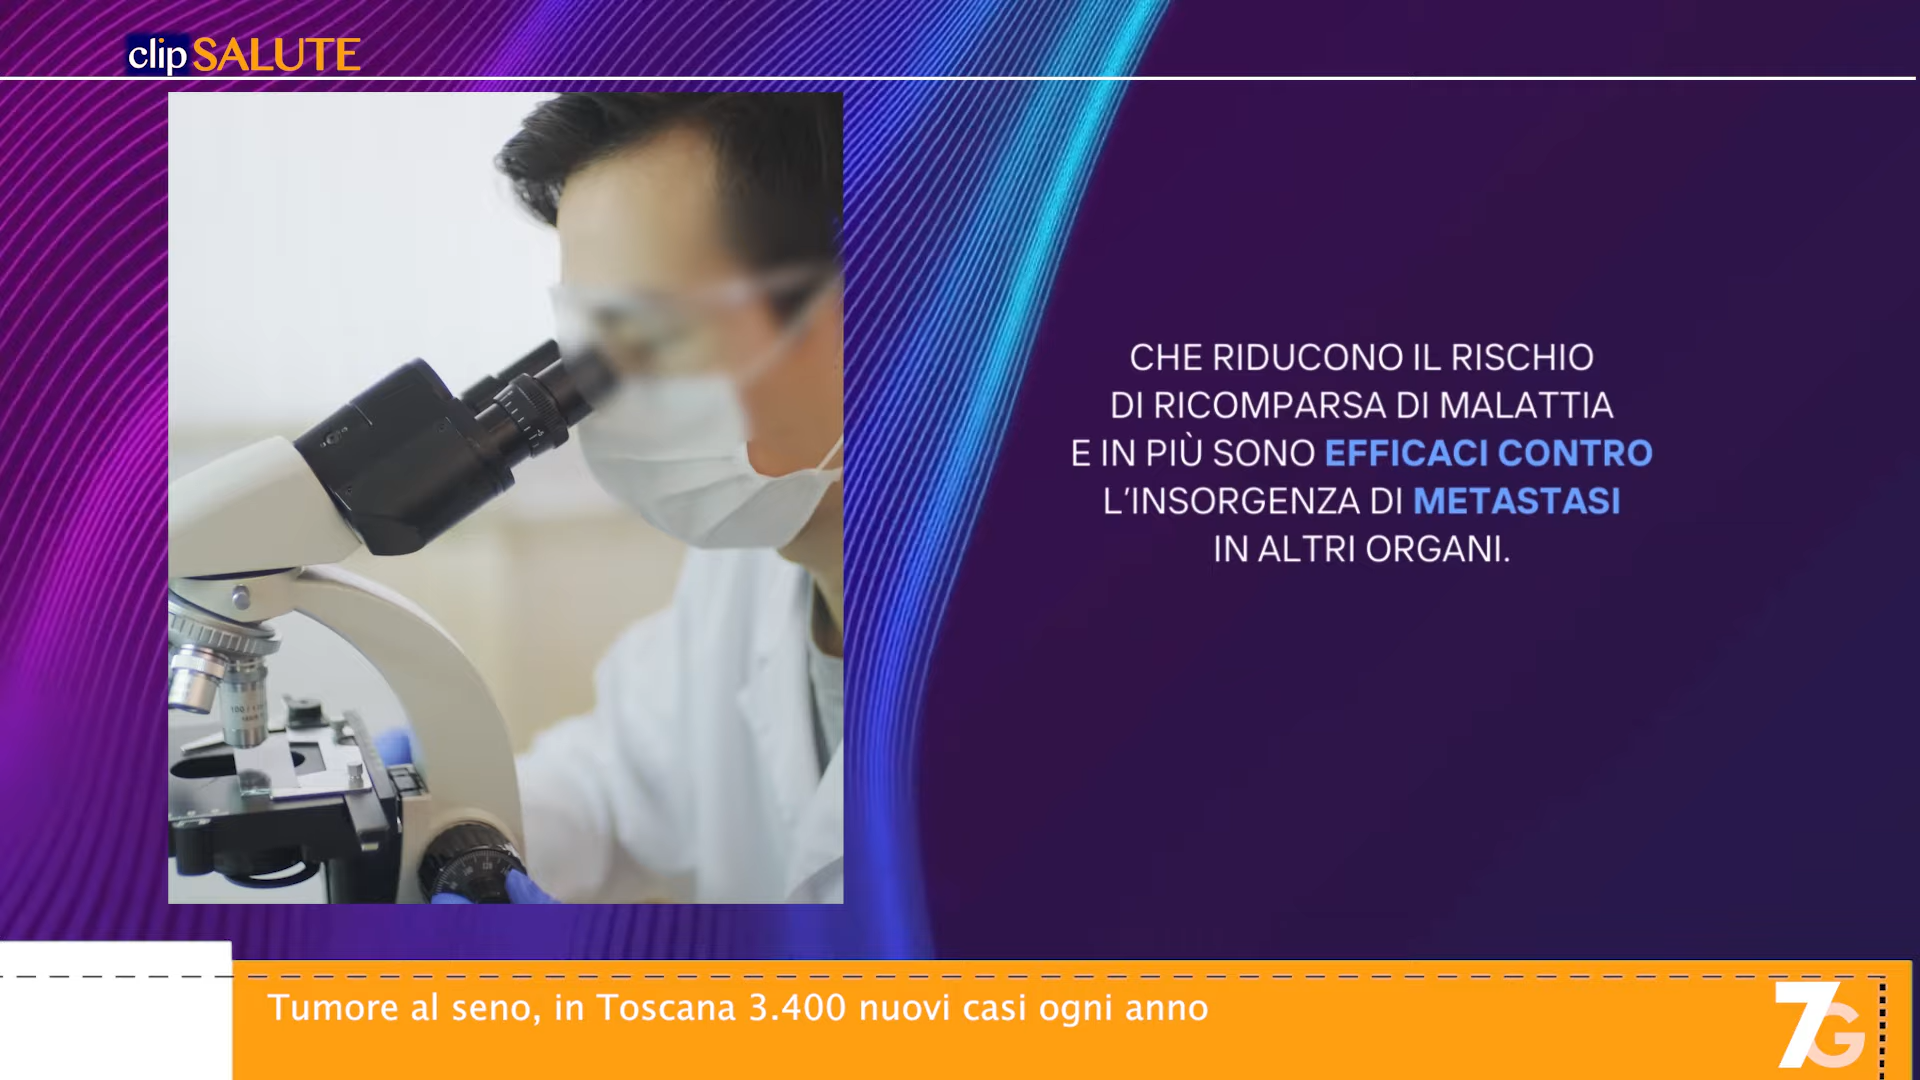 clip SALUTE
CHE RIDUCONO IL RISCHIO
DI RICOMPARSA DI MALATTIA
E IN PIÙ SONO EFFICACI CONTRO
L'INSORGENZA DI METASTASI
IN ALTRI ORGANI.
Tumore al seno, in Toscana 3.400 nuovi casi ogni anno
7G